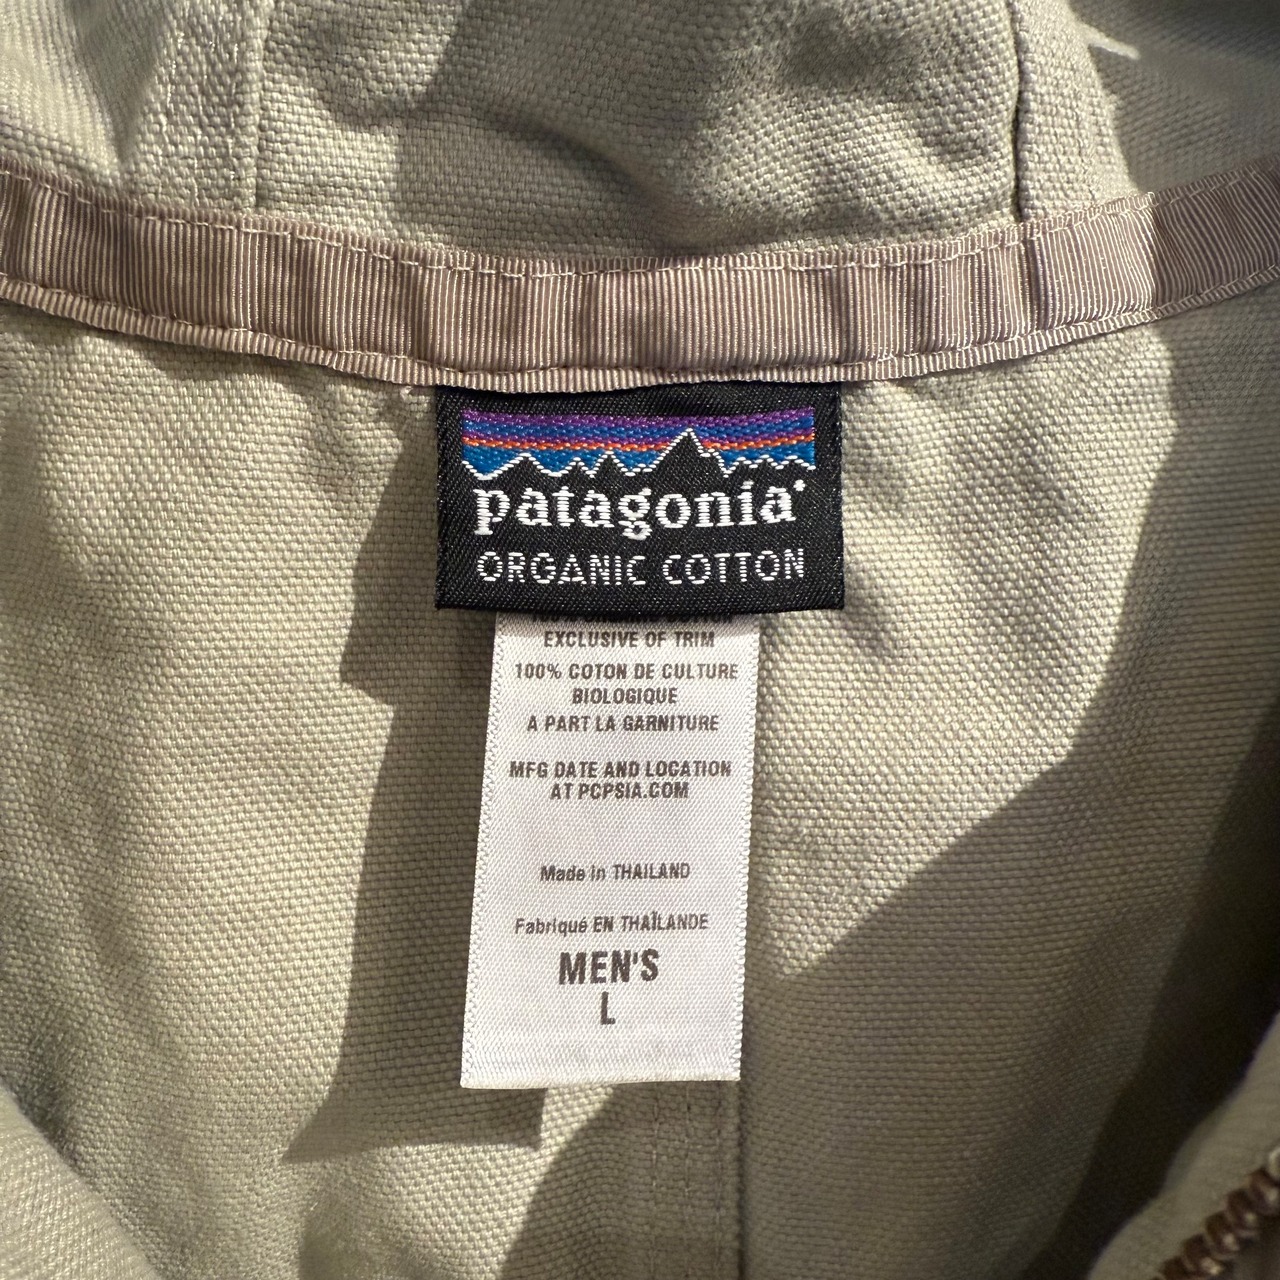 patagonia®
ORGANIC COTTON
EXCLUSIVE OF TRIM
100% COTON DE CULTURE
BIOLOGIQUE
A PART LA GARNITURE
MFG DATE AND LOCATION
AT PCPSIA.COM
Made in THAILAND
Fabriqué EN THAÏLANDE
MEN'S
L